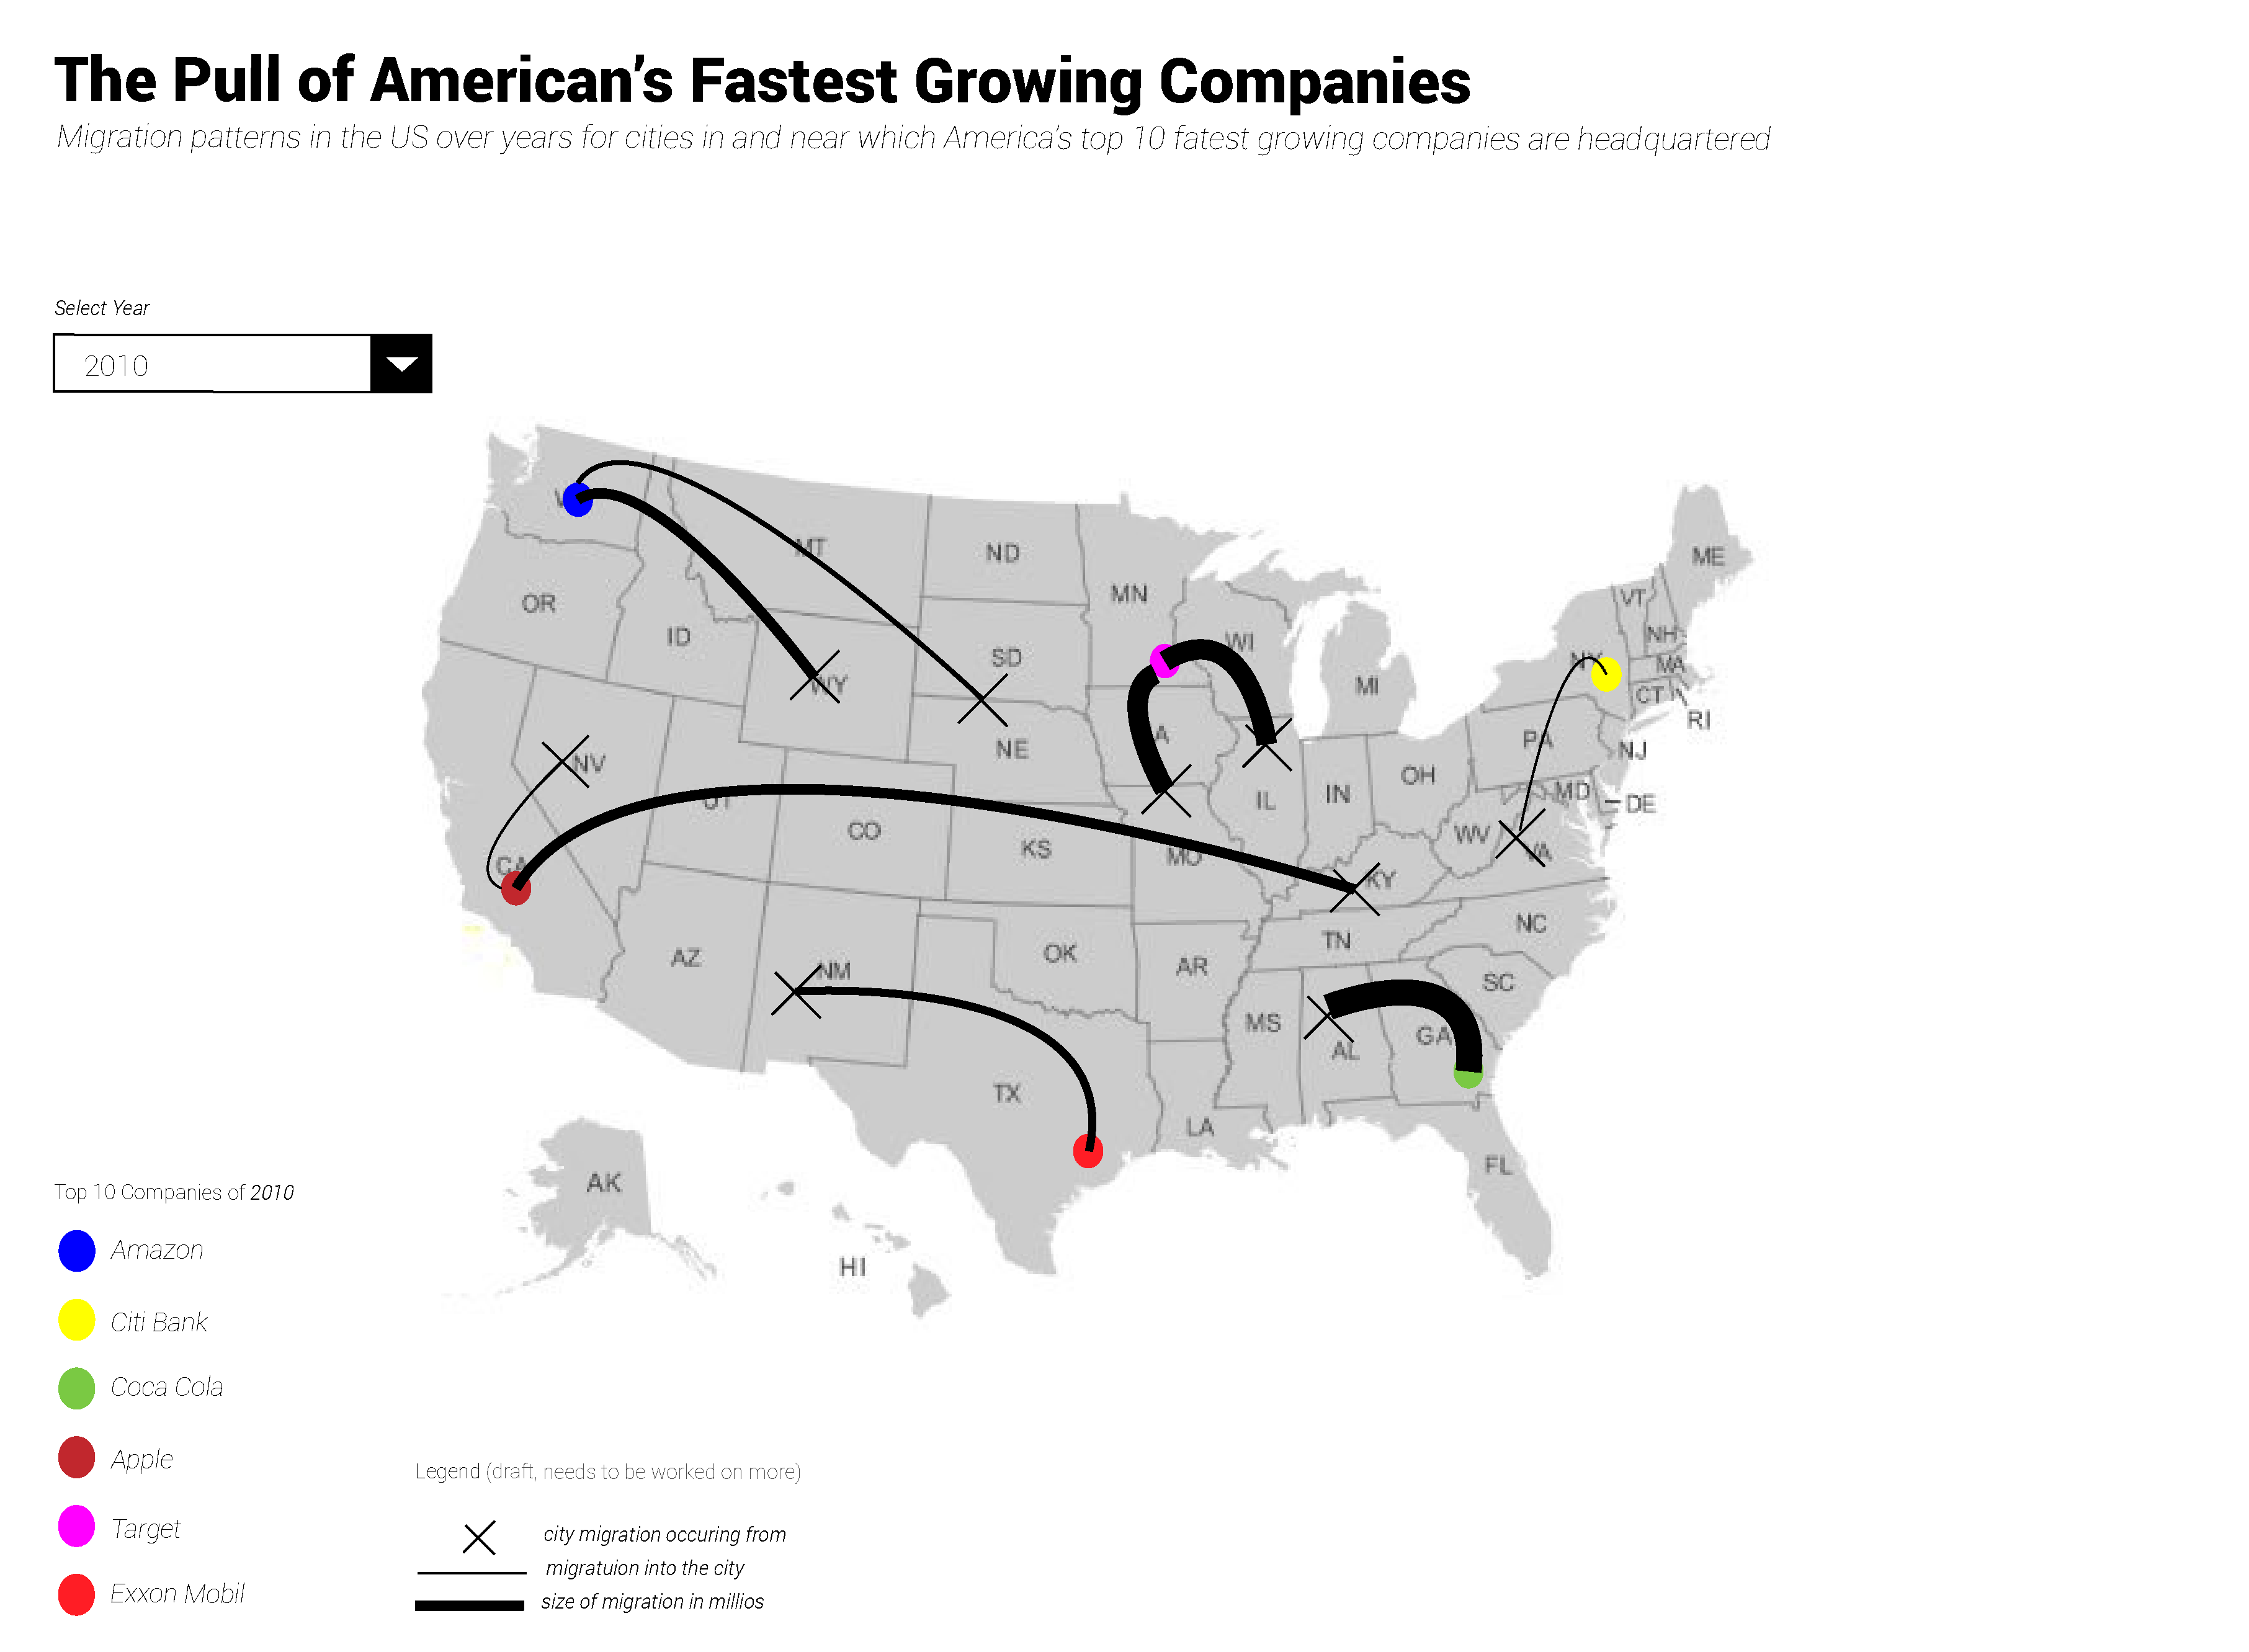 The Pull of American's Fastest Growing Companies
Migration patterns in the US over years for cities in and near which America's top 10 fatest growing companies are headquartered
Select Year
2010
MT
ND
MN
ME
OR
ID
SD
WI
VT
NH
NY
MA
WY
MI
CT
RI
NE
A
PA
NJ
NV
OH
UT
IL
IN
MD
DE
CO
KS
MO
WV
VA
CA
KY
NC
AZ
NM
OK
AR
TN
SC
MS
AL
GA
TX
LA
FL
AK
HI
Top 10 Companies of 2010
Amazon
Citi Bank
Coca Cola
Apple
Target
Exxon Mobil
Legend (draft, needs to be worked on more)
city migration occuring from
migratuion into the city
size of migration in millios